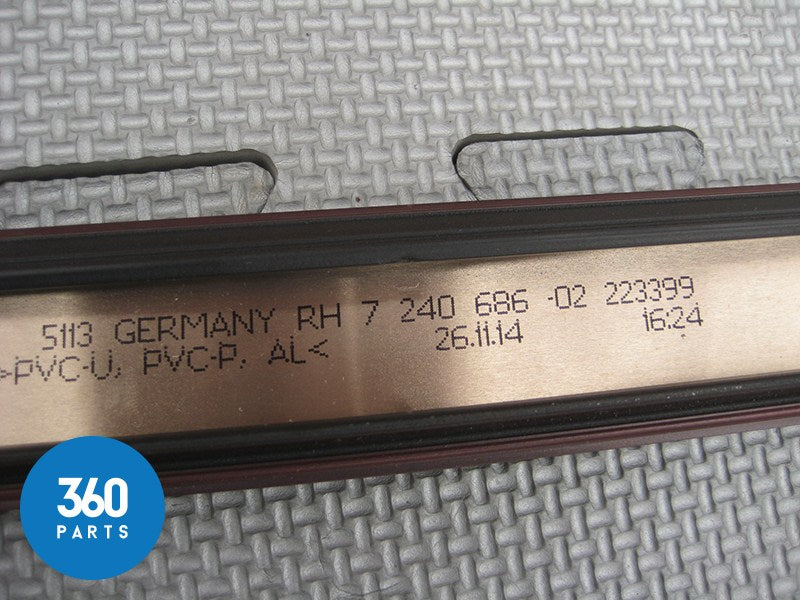 5113 GERMANY RH 7 240 686 -02 223399
>PVC-U, PVC-P, AL< 26.11.14 16:24
360
PARTS